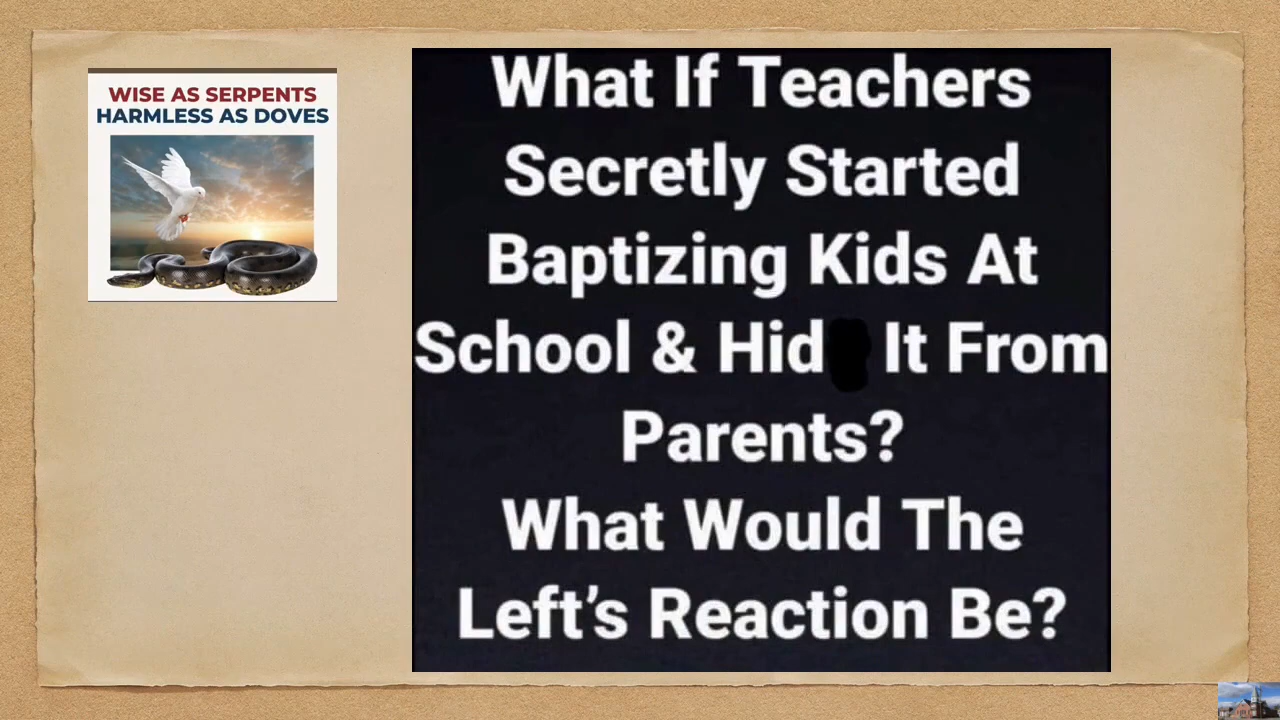 WISE AS SERPENTS
HARMLESS AS DOVES
What If Teachers
Secretly Started
Baptizing Kids At
School & Hid It From
Parents?
What Would The
Left’s Reaction Be?